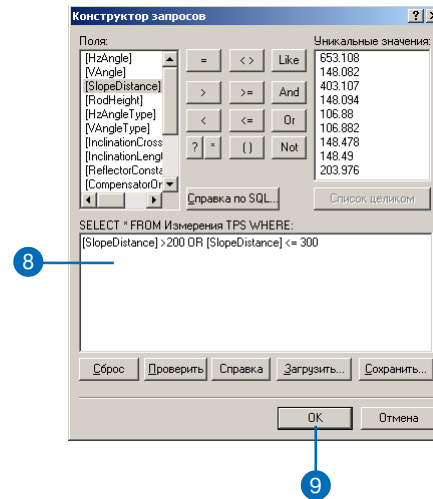 Конструктор запросов
Поля:
Уникальные значения:
[HzAngle]
[VAngle]
[SlopeDistance]
[RodHeight]
[HzAngleType]
[VAngleType]
[InclinationCross
[InclinationLengt
[ReflectorConsta
[CompensatorOr
= <> Like
> >= And
< <= Or
? * () Not
653.108
148.082
403.107
148.094
106.88
106.882
148.478
148.49
203.976
Справка по SQL...
Список целиком
SELECT * FROM Измерения TPS WHERE:
[SlopeDistance] >200 OR [SlopeDistance] <= 300
8
Сброс Проверить Справка Загрузить... Сохранить...
OK Отмена
9